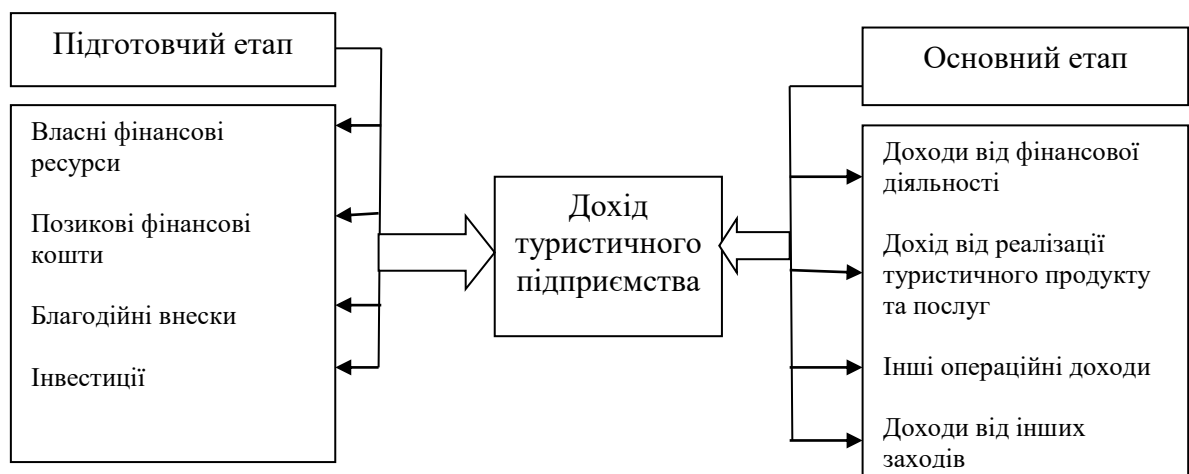 Підготовчий етап
Власні фінансові
ресурси
Позикові фінансові
кошти
Благодійні внески
Інвестиції
Дохід
туристичного
підприємства
Основний етап
Доходи від фінансової
діяльності
Дохід від реалізації
туристичного продукту
та послуг
Інші операційні доходи
Доходи від інших
заходів